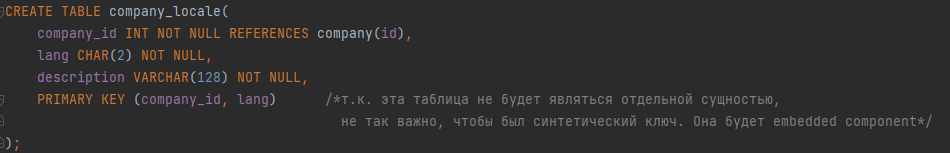 CREATE TABLE company_locale(
    company_id INT NOT NULL REFERENCES company(id),
    lang CHAR(2) NOT NULL,
    description VARCHAR(128) NOT NULL,
    PRIMARY KEY (company_id, lang)      /*т.к. эта таблица не будет являться отдельной сущностью,
                                          не так важно, чтобы был синтетический ключ. Она будет embedded component*/
);